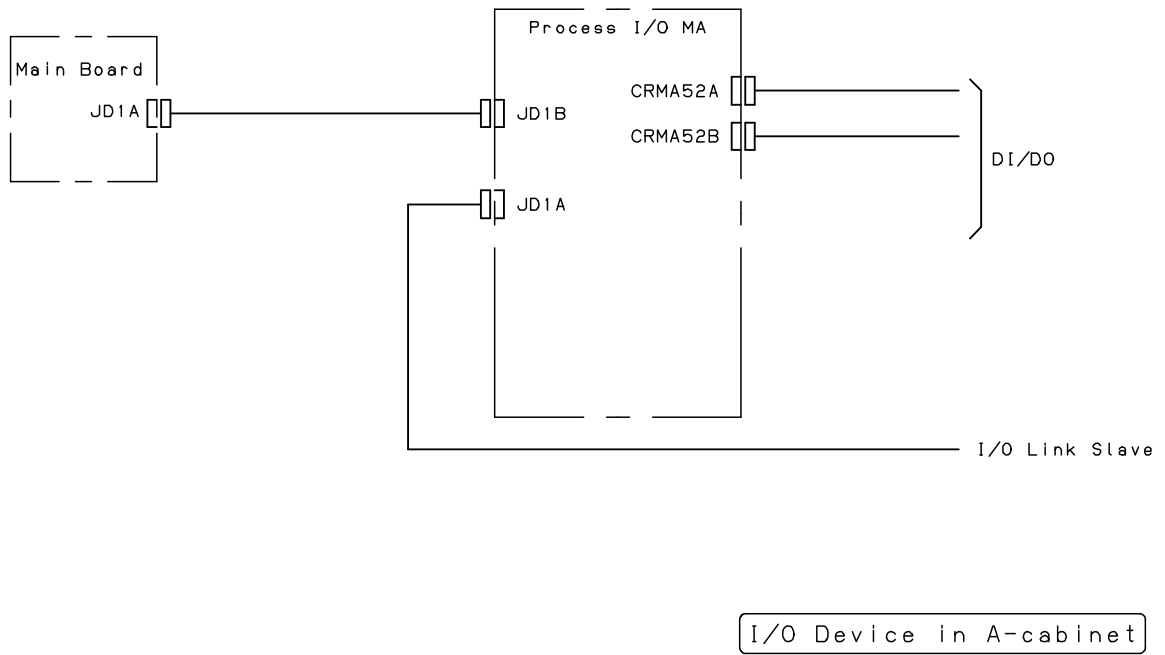 Process I/O MA
Main Board
CRMA52A
JD1A
JD1B
CRMA52B
DI/DO
JD1A
I/O Link Slave
I/O Device in A-cabinet